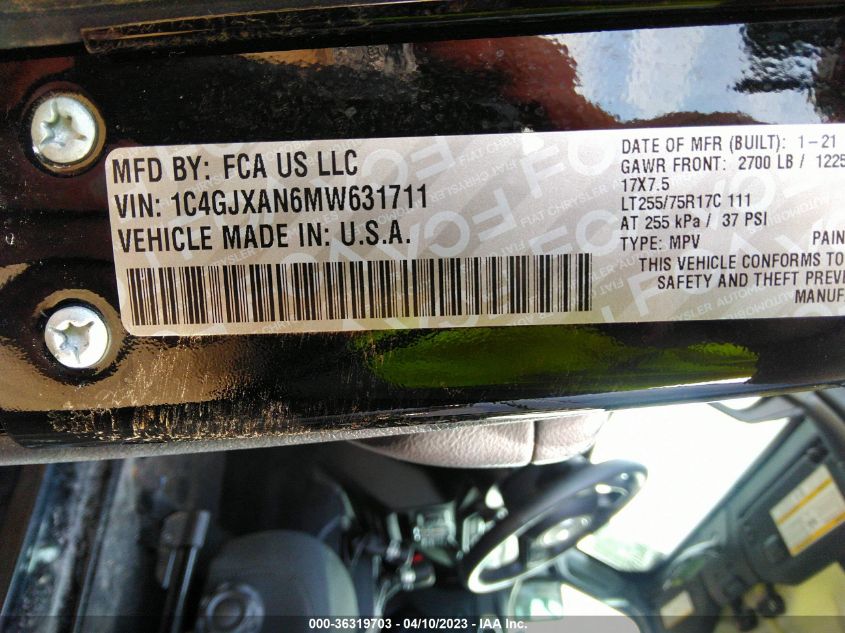 MFD BY: FCA US LLC
VIN: 1C4GJXAN6MW631711
VEHICLE MADE IN: U.S.A.
DATE OF MFR (BUILT): 1-21
GAWR FRONT: 2700 LB / 1225
17X7.5
LT255/75R17C 111
AT 255 kPa / 37 PSI
TYPE: MPV PAIN
THIS VEHICLE CONFORMS TO
SAFETY AND THEFT PREVE
MANUF
000-36319703 - 04/10/2023 - IAA Inc.